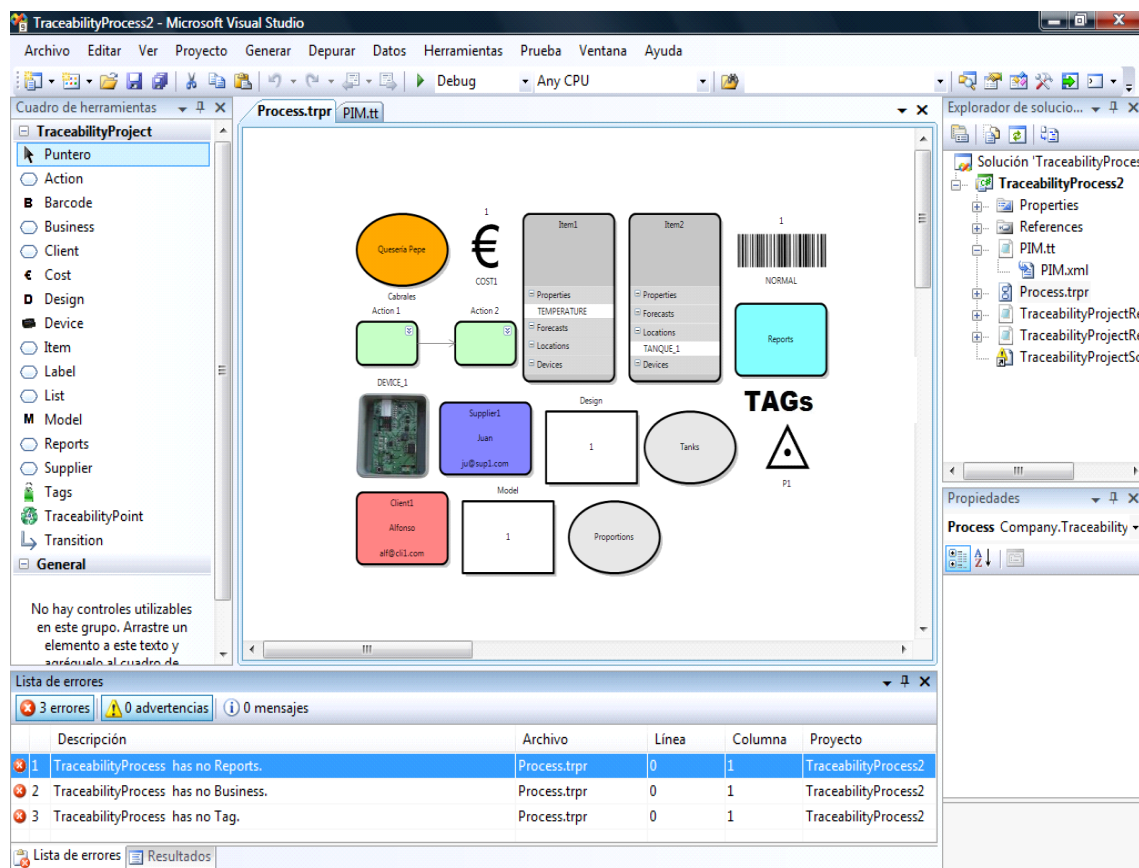 TraceabilityProcess2 - Microsoft Visual Studio
Archivo Editar Ver Proyecto Generar Depurar Datos Herramientas Prueba Ventana Ayuda
Debug Any CPU
Cuadro de herramientas
TraceabilityProject
Puntero
Action
B Barcode
Business
Client
€ Cost
D Design
Device
Item
Label
List
M Model
Reports
Supplier
Tags
TraceabilityPoint
Transition
General
No hay controles utilizables
en este grupo. Arrastre un
elemento a este texto y
agréguelo al cuadro de
Process.trpr PIM.tt
Quesería Pepe
Cabrales
1
€
COST1
Item1
Properties
TEMPERATURE
Forecasts
Locations
Devices
Item2
Properties
Forecasts
Locations
TANQUE_1
Devices
1
NORMAL
Action 1
Action 2
Reports
DEVICE_1
Supplier1
Juan
ju@sup1.com
Design
1
Tanks
TAGs
P1
Client1
Alfonso
alf@cli1.com
Model
1
Proportions
Explorador de solucio...
Solución 'TraceabilityProces
TraceabilityProcess2
Properties
References
PIM.tt
PIM.xml
Process.trpr
TraceabilityProjectRe
TraceabilityProjectRe
TraceabilityProjectSc
Propiedades
Process Company.Traceability
Lista de errores
3 errores 0 advertencias 0 mensajes
Descripción Archivo Línea Columna Proyecto
1 TraceabilityProcess has no Reports. Process.trpr 0 1 TraceabilityProcess2
2 TraceabilityProcess has no Business. Process.trpr 0 1 TraceabilityProcess2
3 TraceabilityProcess has no Tag. Process.trpr 0 1 TraceabilityProcess2
Lista de errores Resultados